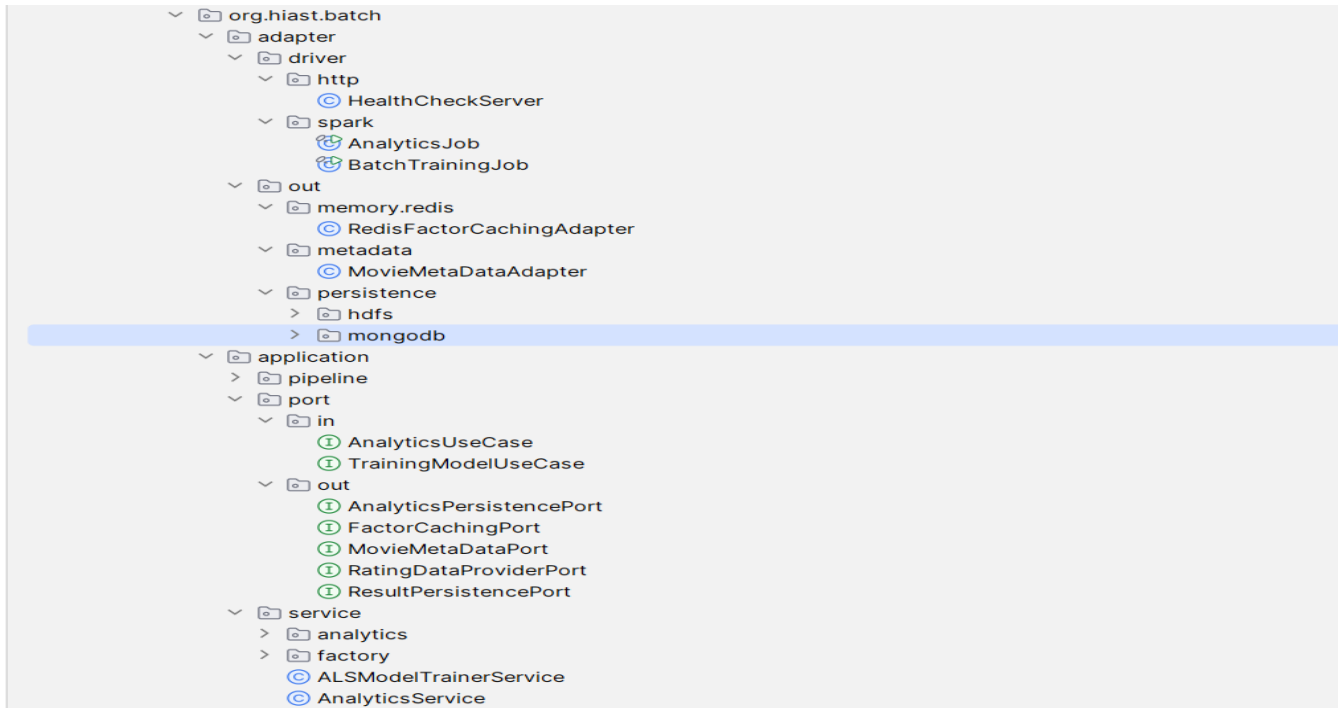 org.hiast.batch
adapter
driver
http
HealthCheckServer
spark
AnalyticsJob
BatchTrainingJob
out
memory.redis
RedisFactorCachingAdapter
metadata
MovieMetaDataAdapter
persistence
hdfs
mongodb
application
pipeline
port
in
AnalyticsUseCase
TrainingModelUseCase
out
AnalyticsPersistencePort
FactorCachingPort
MovieMetaDataPort
RatingDataProviderPort
ResultPersistencePort
service
analytics
factory
ALSModelTrainerService
AnalyticsService